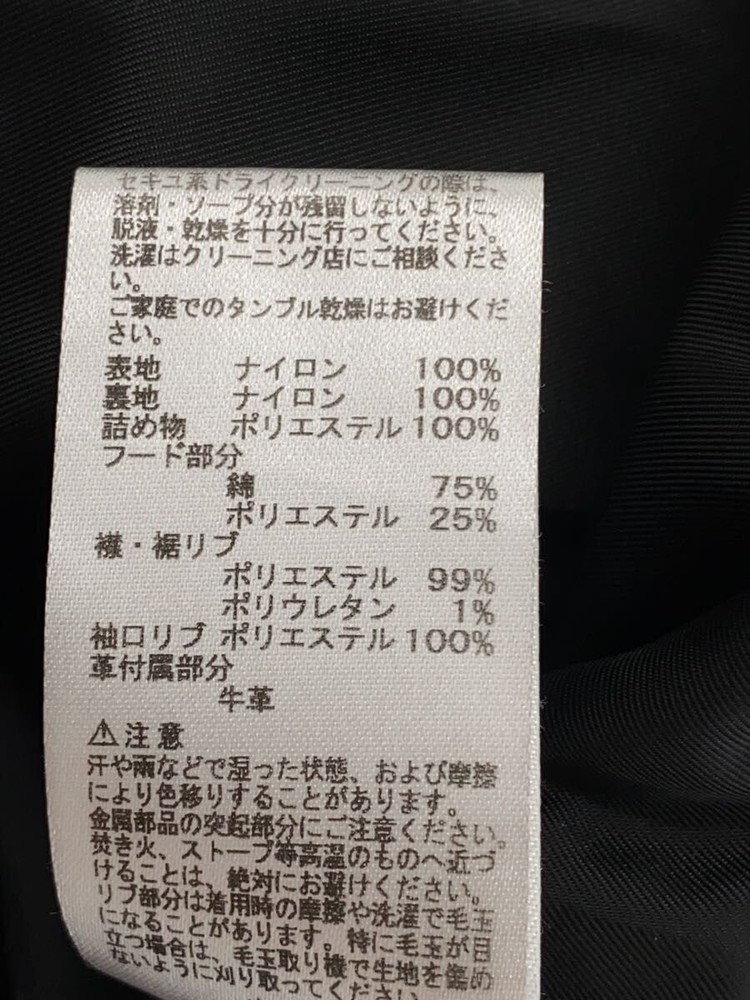 セキユ系ドライクリーニングの際は、
溶剤・ソープ分が残留しないように、
脱液・乾燥を十分に行ってください。
洗濯はクリーニング店にご相談くださ
い。
ご家庭でのタンブル乾燥はお避けくだ
さい。
表地 ナイロン 100%
裏地 ナイロン 100%
詰め物 ポリエステル 100%
フード部分
綿 75%
ポリエステル 25%
襟・裾リブ
ポリエステル 99%
ポリウレタン 1%
袖口リブ ポリエステル 100%
革付属部分
牛革
⚠注意
汗や雨などで湿った状態、および摩擦
により色移りすることがあります。
金属部品の突起部分にご注意ください。
焚き火、ストーブ等高温のものへ近づ
けることは、絶対にお避けください。
リブ部分は着用時の摩擦や洗濯で毛玉
になることがあります。特に毛玉が目
立つ場合は、毛玉取り機で生地を傷め
ないように刈り取ってください。